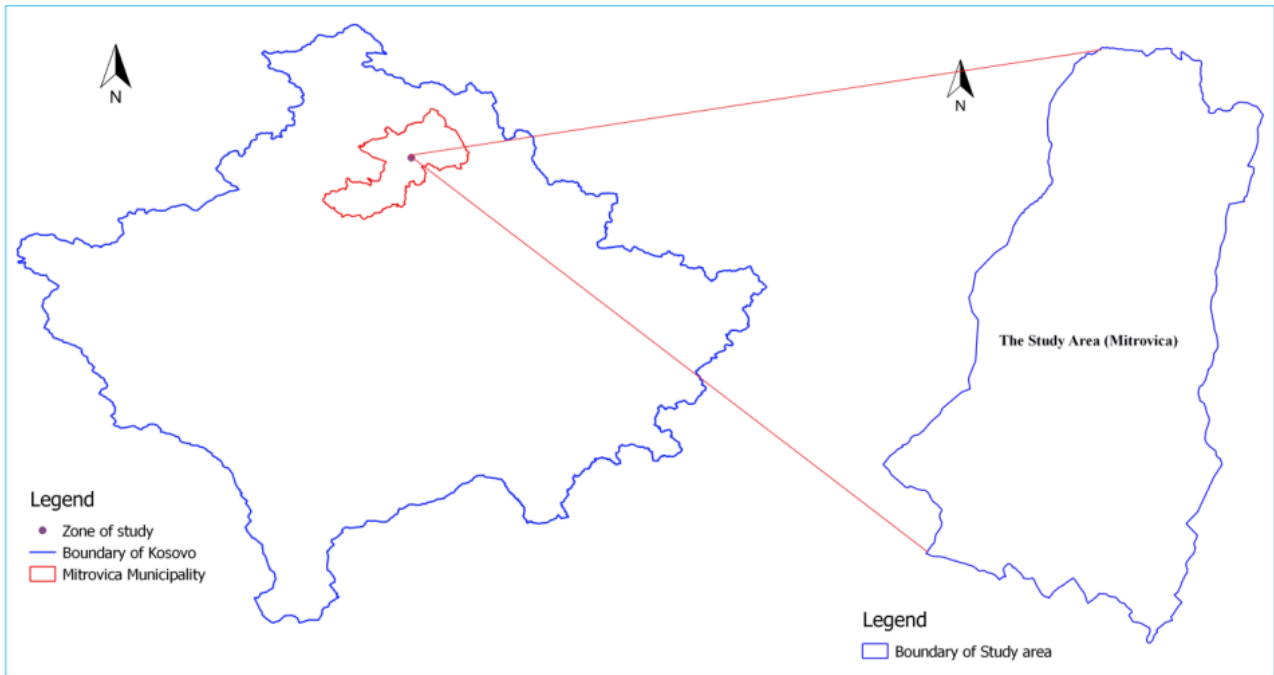 N
N
The Study Area (Mitrovica)
Legend
Zone of study
Boundary of Kosovo
Mitrovica Municipality
Legend
Boundary of Study area